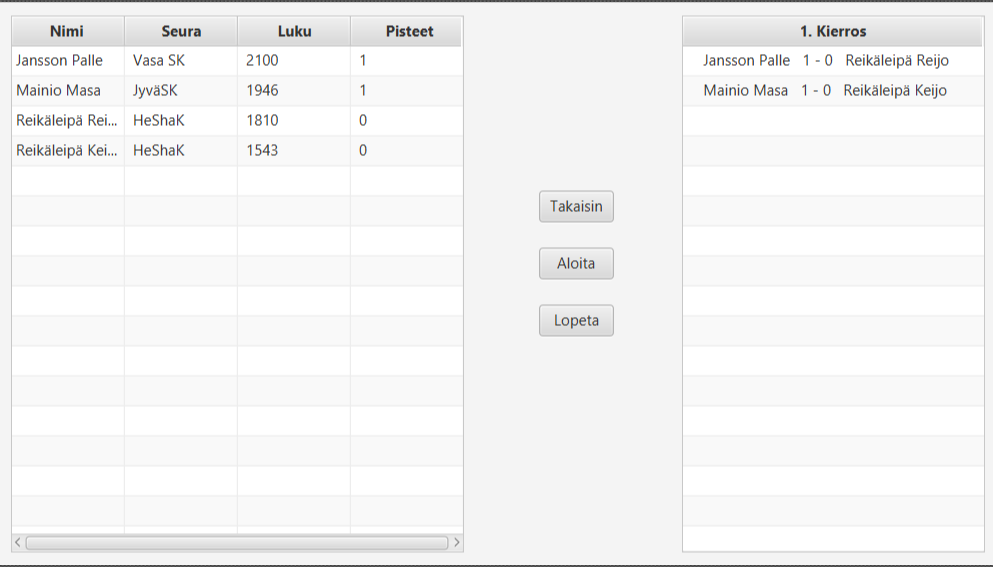 Nimi Seura Luku Pisteet
Jansson Palle Vasa SK 2100 1
Mainio Masa JyväSK 1946 1
Reikäleipä Rei... HeShaK 1810 0
Reikäleipä Kei... HeShaK 1543 0
Takaisin
Aloita
Lopeta
1. Kierros
Jansson Palle 1 - 0 Reikäleipä Reijo
Mainio Masa 1 - 0 Reikäleipä Keijo